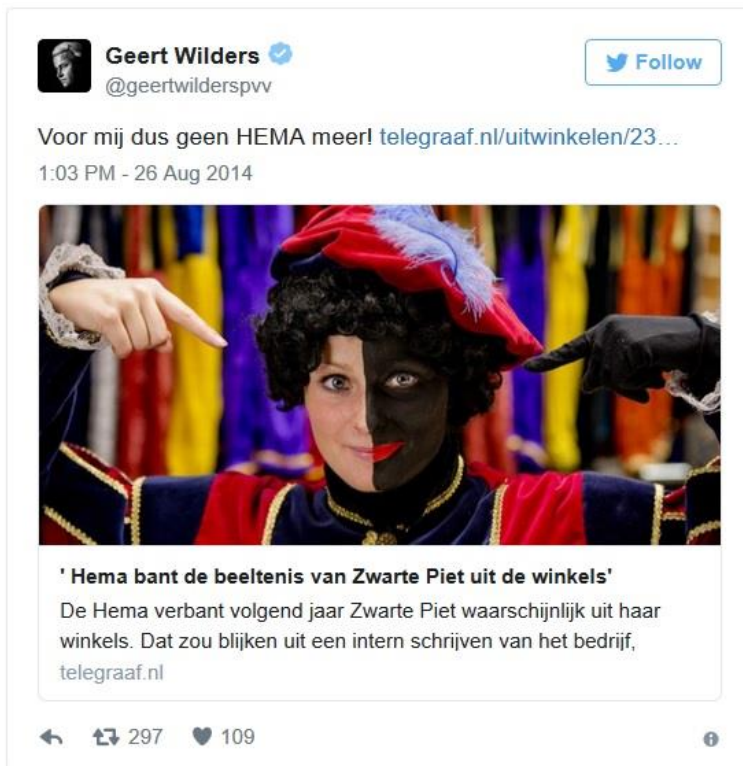 Geert Wilders
Follow
@geertwilderspvv
Voor mij dus geen HEMA meer! telegraaf.nl/uitwinkelen/23…
1:03 PM - 26 Aug 2014
' Hema bant de beeltenis van Zwarte Piet uit de winkels'
De Hema verbant volgend jaar Zwarte Piet waarschijnlijk uit haar
winkels. Dat zou blijken uit een intern schrijven van het bedrijf,
telegraaf.nl
297 109